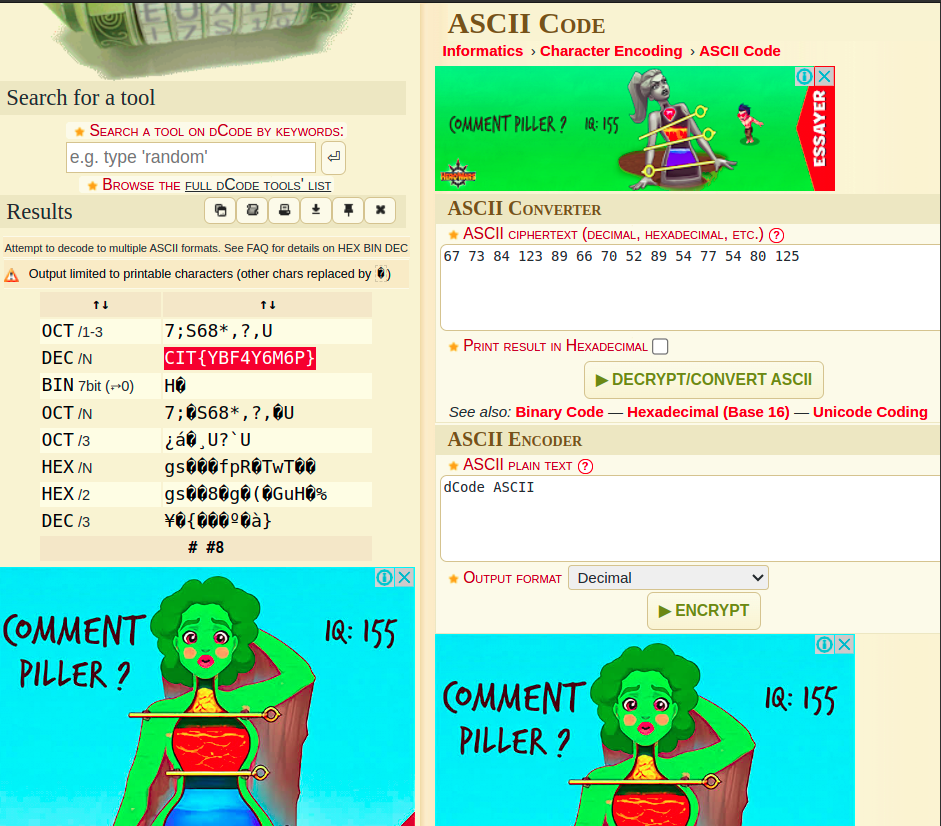 Search for a tool
★ Search a tool on dCode by keywords:
e.g. type 'random'
★ Browse the full dCode tools' list
Results
Attempt to decode to multiple ASCII formats. See FAQ for details on HEX BIN DEC
Output limited to printable characters (other chars replaced by �)
↑↓ ↑↓
OCT /1-3 7;S68*,?,U
DEC /N CIT{YBF4Y6M6P}
BIN 7bit (⥅0) H�
OCT /N 7;�S68*,?,�U
OCT /3 ¿á�¸U?`U
HEX /N gs���fpR�TwT��
HEX /2 gs��8�g�(�GuH�%
DEC /3 ¥�{���º�à}
# #8
COMMENT
PILLER ?
IQ: 155
ASCII Code
Informatics › Character Encoding › ASCII Code
COMMENT PILLER ? IQ: 155
ESSAYER
ASCII Converter
★ ASCII ciphertext (decimal, hexadecimal, etc.) ?
67 73 84 123 89 66 70 52 89 54 77 54 80 125
★ Print result in Hexadecimal
▶ DECRYPT/CONVERT ASCII
See also: Binary Code — Hexadecimal (Base 16) — Unicode Coding
ASCII Encoder
★ ASCII plain text ?
dCode ASCII
★ Output format Decimal
▶ ENCRYPT
COMMENT
PILLER ?
IQ: 155